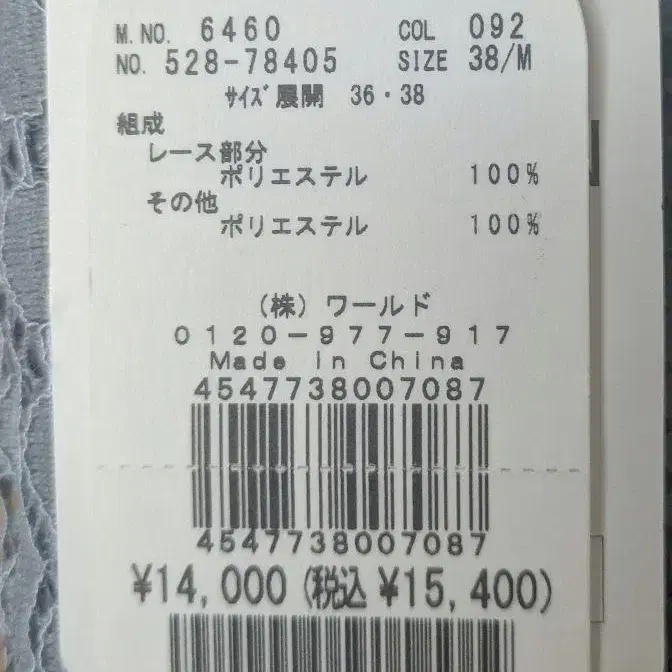 M.NO. 6460 COL 092
NO. 528-78405 SIZE 38/M
ｻｲｽﾞ展開 36・38
組成
レース部分
ポリエステル 100%
その他
ポリエステル 100%
(株)ワールド
0120-977-917
Made in China
4547738007087
4547738007087
¥14,000(税込 ¥15,400)